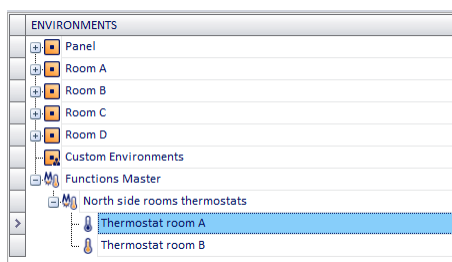 ENVIRONMENTS
Panel
Room A
Room B
Room C
Room D
Custom Environments
Functions Master
North side rooms thermostats
Thermostat room A
Thermostat room B